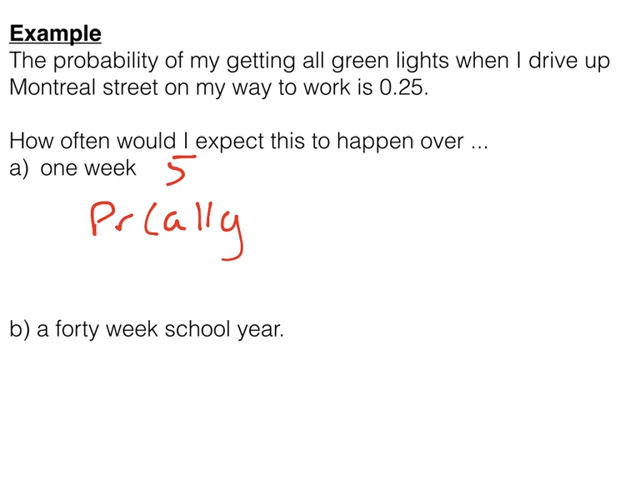 Example
The probability of my getting all green lights when I drive up
Montreal street on my way to work is 0.25.
How often would I expect this to happen over ...
a) one week 5
Pr(all g
b) a forty week school year.